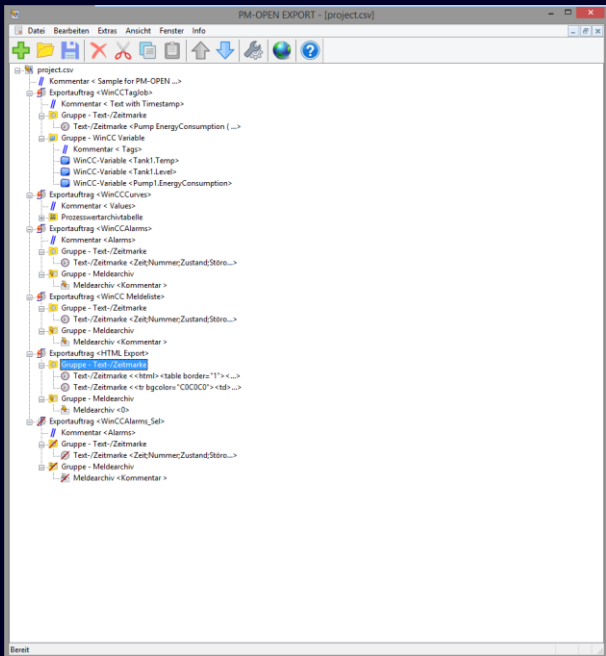 PM-OPEN EXPORT - [project.csv]
Datei Bearbeiten Extras Ansicht Fenster Info
project.csv
Kommentar < Sample for PM-OPEN ...>
Exportauftrag <WinCCTagJob>
Kommentar < Text with Timestamp>
Gruppe - Text-/Zeitmarke
Text-/Zeitmarke <Pump EnergyConsumption ( ...>
Gruppe - WinCC Variable
Kommentar < Tags>
WinCC-Variable <Tank1.Temp>
WinCC-Variable <Tank1.Level>
WinCC-Variable <Pump1.EnergyConsumption>
Exportauftrag <WinCCCurves>
Kommentar < Values>
Prozesswertarchivtabelle
Exportauftrag <WinCCAlarms>
Kommentar <Alarms>
Gruppe - Text-/Zeitmarke
Text-/Zeitmarke <Zeit;Nummer;Zustand;Störo...>
Gruppe - Meldearchiv
Meldearchiv <Kommentar >
Exportauftrag <WinCC Meldeliste>
Gruppe - Text-/Zeitmarke
Text-/Zeitmarke <Zeit;Nummer;Zustand;Störo...>
Gruppe - Meldearchiv
Meldearchiv <Kommentar >
Exportauftrag <HTML Export>
Gruppe - Text-/Zeitmarke
Text-/Zeitmarke <<html><table border="1"><...>
Text-/Zeitmarke <<tr bgcolor="C0C0C0"><td>...>
Gruppe - Meldearchiv
Meldearchiv <0>
Exportauftrag <WinCCAlarms_Sel>
Kommentar <Alarms>
Gruppe - Text-/Zeitmarke
Text-/Zeitmarke <Zeit;Nummer;Zustand;Störo...>
Gruppe - Meldearchiv
Meldearchiv <Kommentar >
Bereit